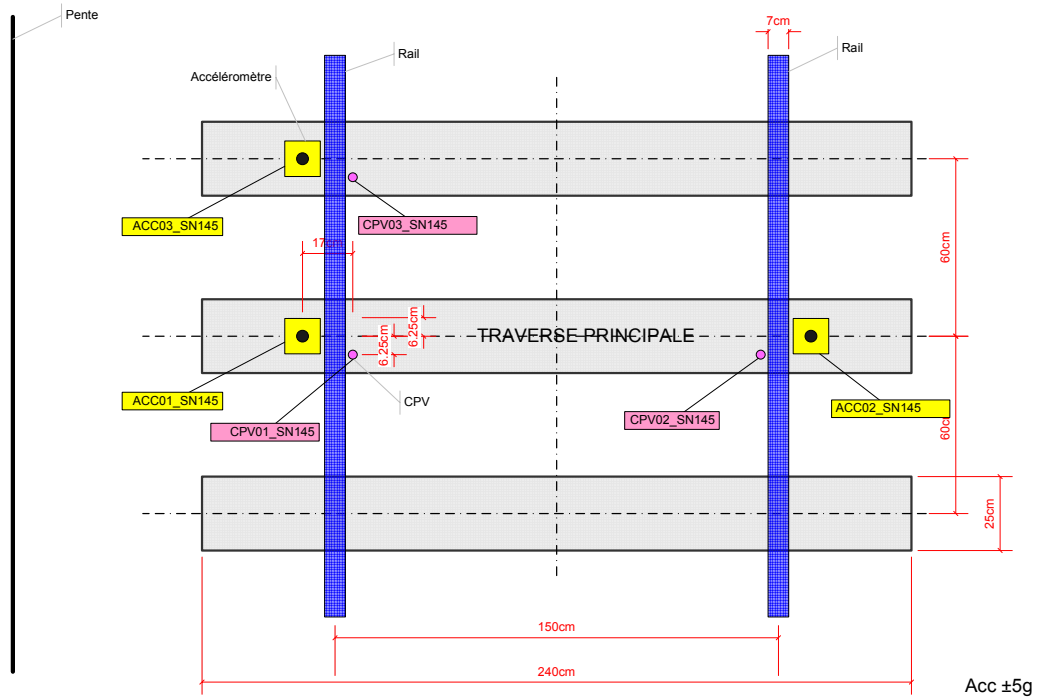 Pente
7cm
Rail
Rail
Accéléromètre
ACC03_SN145
CPV03_SN145
17cm
60cm
6.25cm
6.25cm
TRAVERSE PRINCIPALE
ACC01_SN145
CPV
CPV01_SN145
CPV02_SN145
ACC02_SN145
60cm
25cm
150cm
240cm
Acc ±5g